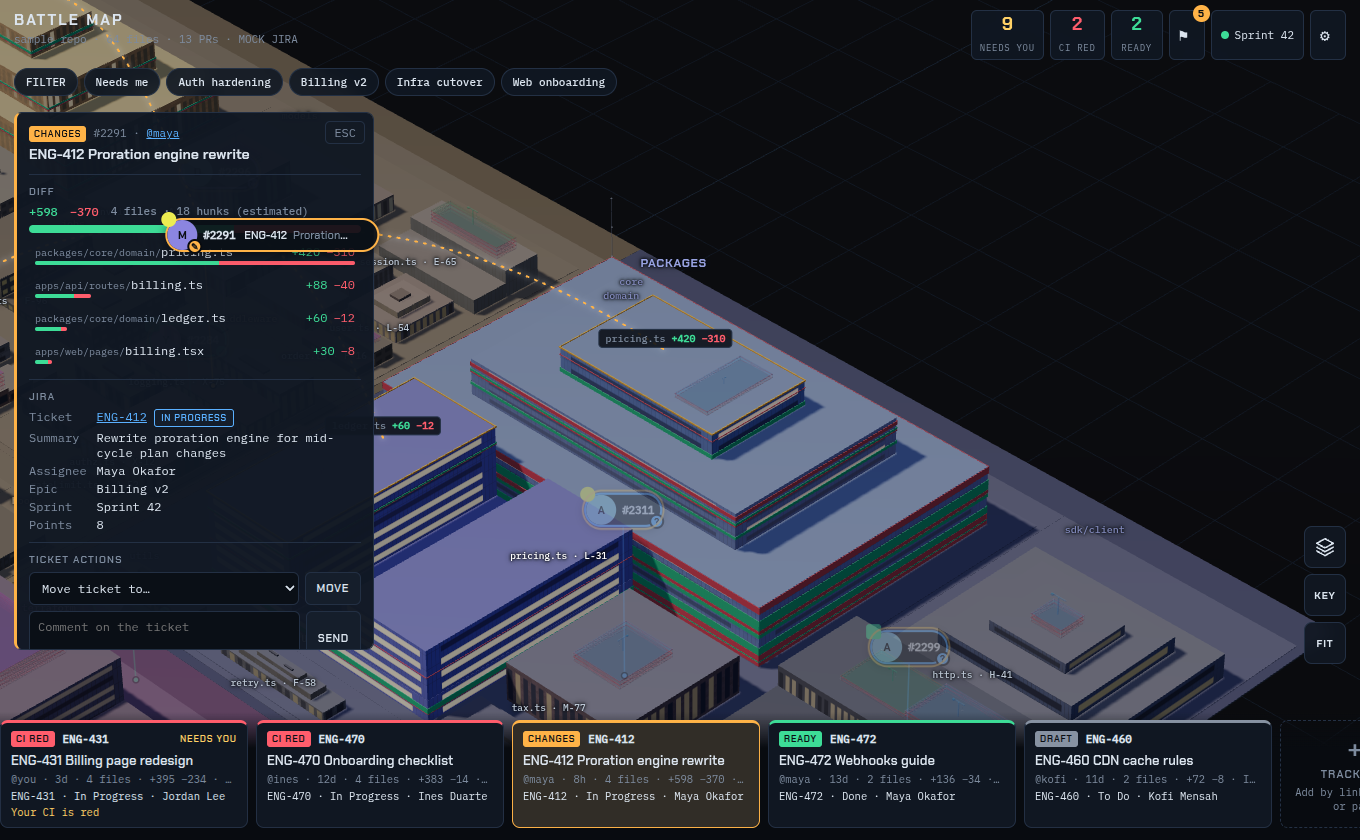 BATTLE MAP
sample repo · 13 PRs · MOCK JIRA
9
NEEDS YOU
2
CI RED
2
READY
5
Sprint 42
FILTER
Needs me
Auth hardening
Billing v2
Infra cutover
Web onboarding
CHANGES #2291 · @maya
ESC
ENG-412 Proration engine rewrite
DIFF
+598 −370 4 files · 18 hunks (estimated)
M #2291 ENG-412 Proration…
packages/core/domain/pricing.ts +420 −310
apps/api/routes/billing.ts +88 −40
packages/core/domain/ledger.ts +60 −12
apps/web/pages/billing.tsx +30 −8
JIRA
Ticket ENG-412 IN PROGRESS
Summary Rewrite proration engine for mid-
cycle plan changes
Assignee Maya Okafor
Epic Billing v2
Sprint Sprint 42
Points 8
TICKET ACTIONS
Move ticket to…
MOVE
Comment on the ticket
SEND
ssion.ts · E-65
· L-54
ts +60 −12
PACKAGES
core
domain
pricing.ts +420 −310
A #2311 ?
pricing.ts · L-31
sdk/client
A #2299 ?
http.ts · H-41
retry.ts · F-58
tax.ts · M-77
KEY
FIT
CI RED ENG-431 NEEDS YOU
ENG-431 Billing page redesign
@you · 3d · 4 files · +395 −234 · …
ENG-431 · In Progress · Jordan Lee
Your CI is red
CI RED ENG-470
ENG-470 Onboarding checklist
@ines · 12d · 4 files · +383 −14 ·…
ENG-470 · In Progress · Ines Duarte
CHANGES ENG-412
ENG-412 Proration engine rewrite
@maya · 8h · 4 files · +598 −370 ·…
ENG-412 · In Progress · Maya Okafor
READY ENG-472
ENG-472 Webhooks guide
@maya · 13d · 2 files · +136 −34 ·…
ENG-472 · Done · Maya Okafor
DRAFT ENG-460
ENG-460 CDN cache rules
@kofi · 11d · 2 files · +72 −8 · I…
ENG-460 · To Do · Kofi Mensah
+
TRACK
Add by lin
or pa